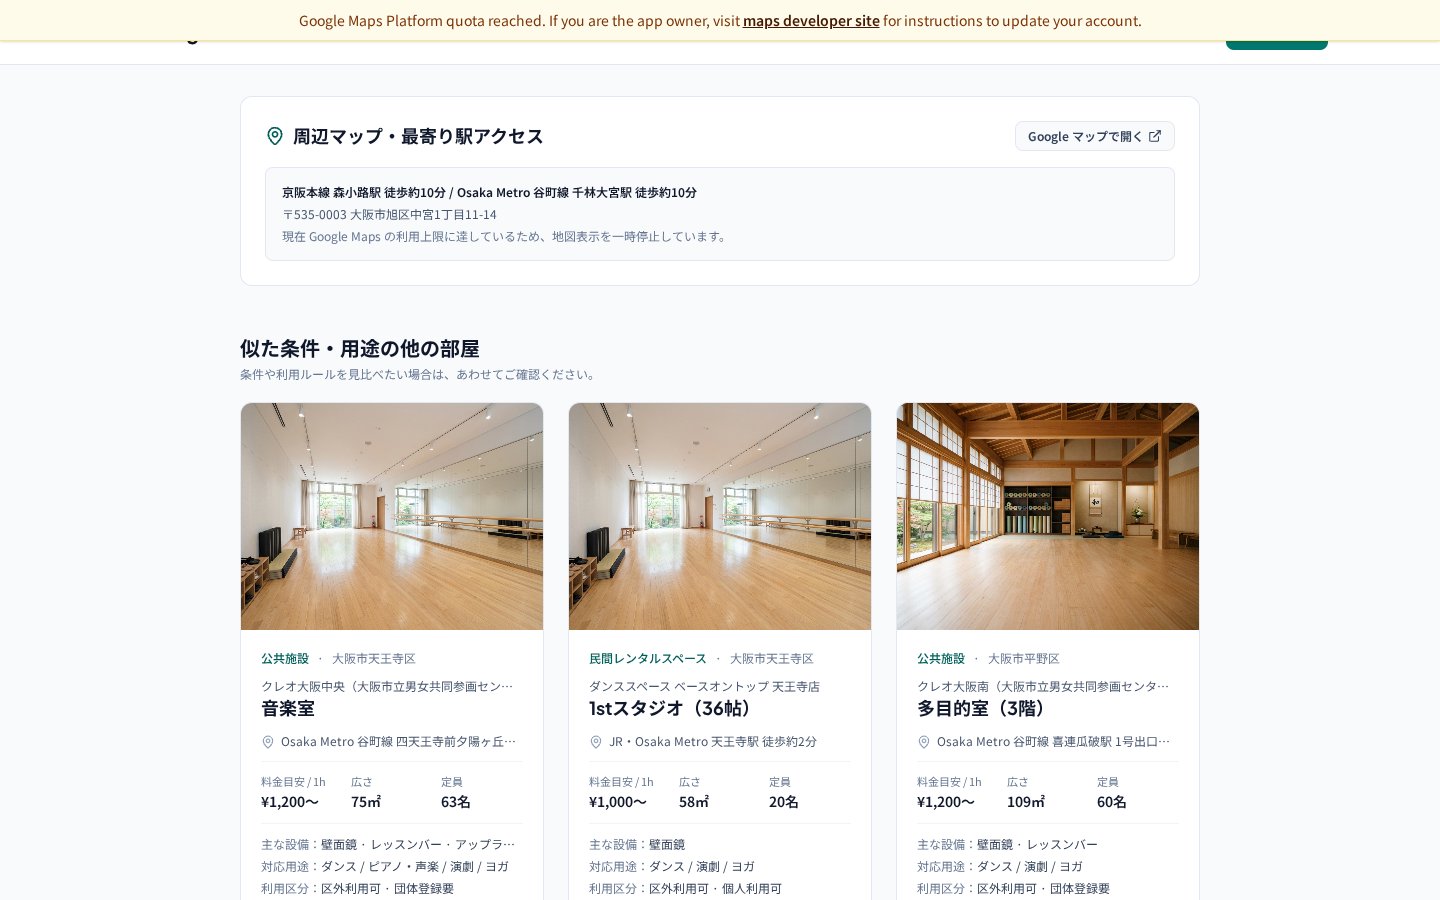 Google Maps Platform quota reached. If you are the app owner, visit maps developer site for instructions to update your account.
周辺マップ・最寄り駅アクセス
Google マップで開く
京阪本線 森小路駅 徒歩約10分 / Osaka Metro 谷町線 千林大宮駅 徒歩約10分
〒535-0003 大阪市旭区中宮1丁目11-14
現在 Google Maps の利用上限に達しているため、地図表示を一時停止しています。
似た条件・用途の他の部屋
条件や利用ルールを見比べたい場合は、あわせてご確認ください。
公共施設 · 大阪市天王寺区
クレオ大阪中央（大阪市立男女共同参画セン…
音楽室
Osaka Metro 谷町線 四天王寺前夕陽ヶ丘…
料金目安 / 1h 広さ 定員
¥1,200〜 75㎡ 63名
主な設備：壁面鏡 · レッスンバー · アップラ…
対応用途：ダンス / ピアノ・声楽 / 演劇 / ヨガ
利用区分：区外利用可 · 団体登録要
民間レンタルスペース · 大阪市天王寺区
ダンススペース ベースオントップ 天王寺店
1stスタジオ（36帖）
JR・Osaka Metro 天王寺駅 徒歩約2分
料金目安 / 1h 広さ 定員
¥1,000〜 58㎡ 20名
主な設備：壁面鏡
対応用途：ダンス / 演劇 / ヨガ
利用区分：区外利用可 · 個人利用可
公共施設 · 大阪市平野区
クレオ大阪南（大阪市立男女共同参画センタ…
多目的室（3階）
Osaka Metro 谷町線 喜連瓜破駅 1号出口…
料金目安 / 1h 広さ 定員
¥1,200〜 109㎡ 60名
主な設備：壁面鏡 · レッスンバー
対応用途：ダンス / 演劇 / ヨガ
利用区分：区外利用可 · 団体登録要